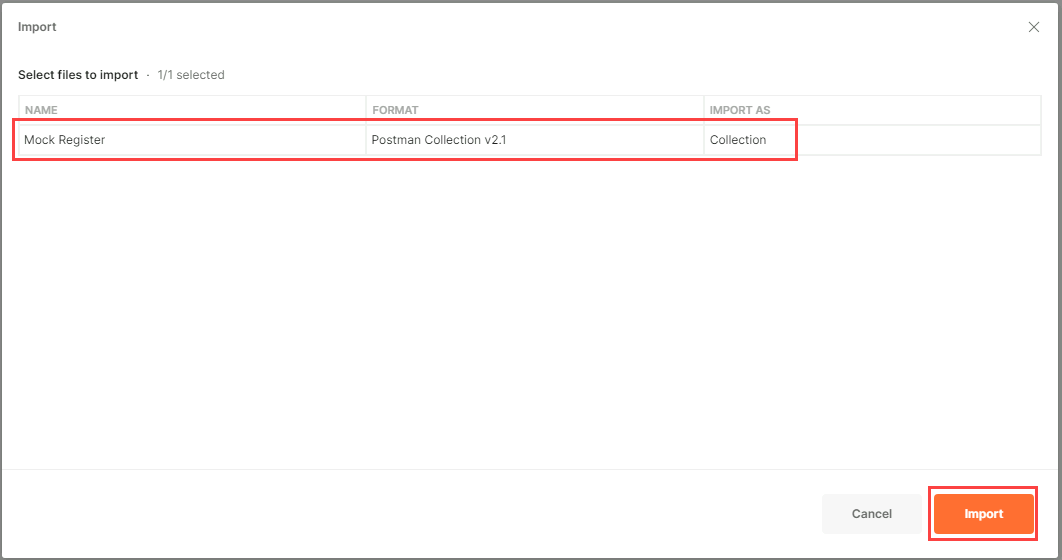 Import
Select files to import · 1/1 selected
NAME FORMAT IMPORT AS
Mock Register Postman Collection v2.1 Collection
Cancel Import